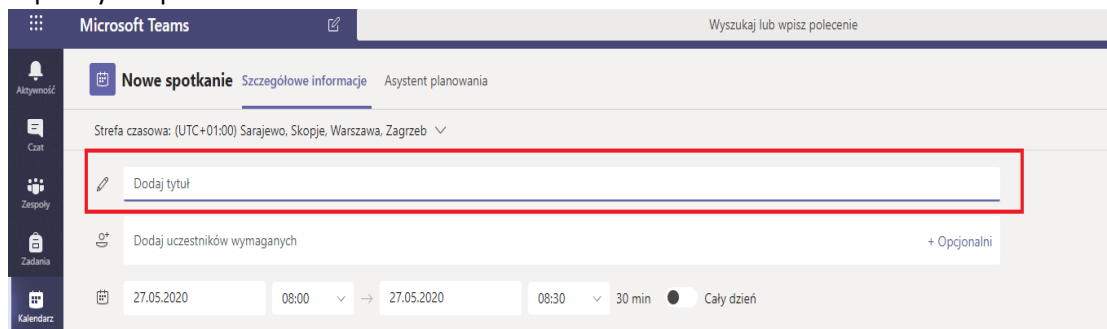 Microsoft Teams
Wyszukaj lub wpisz polecenie
Aktywność
Czat
Zespoły
Zadania
Kalendarz
Nowe spotkanie Szczegółowe informacje Asystent planowania
Strefa czasowa: (UTC+01:00) Sarajewo, Skopje, Warszawa, Zagrzeb
Dodaj tytuł
Dodaj uczestników wymaganych + Opcjonalni
27.05.2020 08:00 → 27.05.2020 08:30 30 min Cały dzień